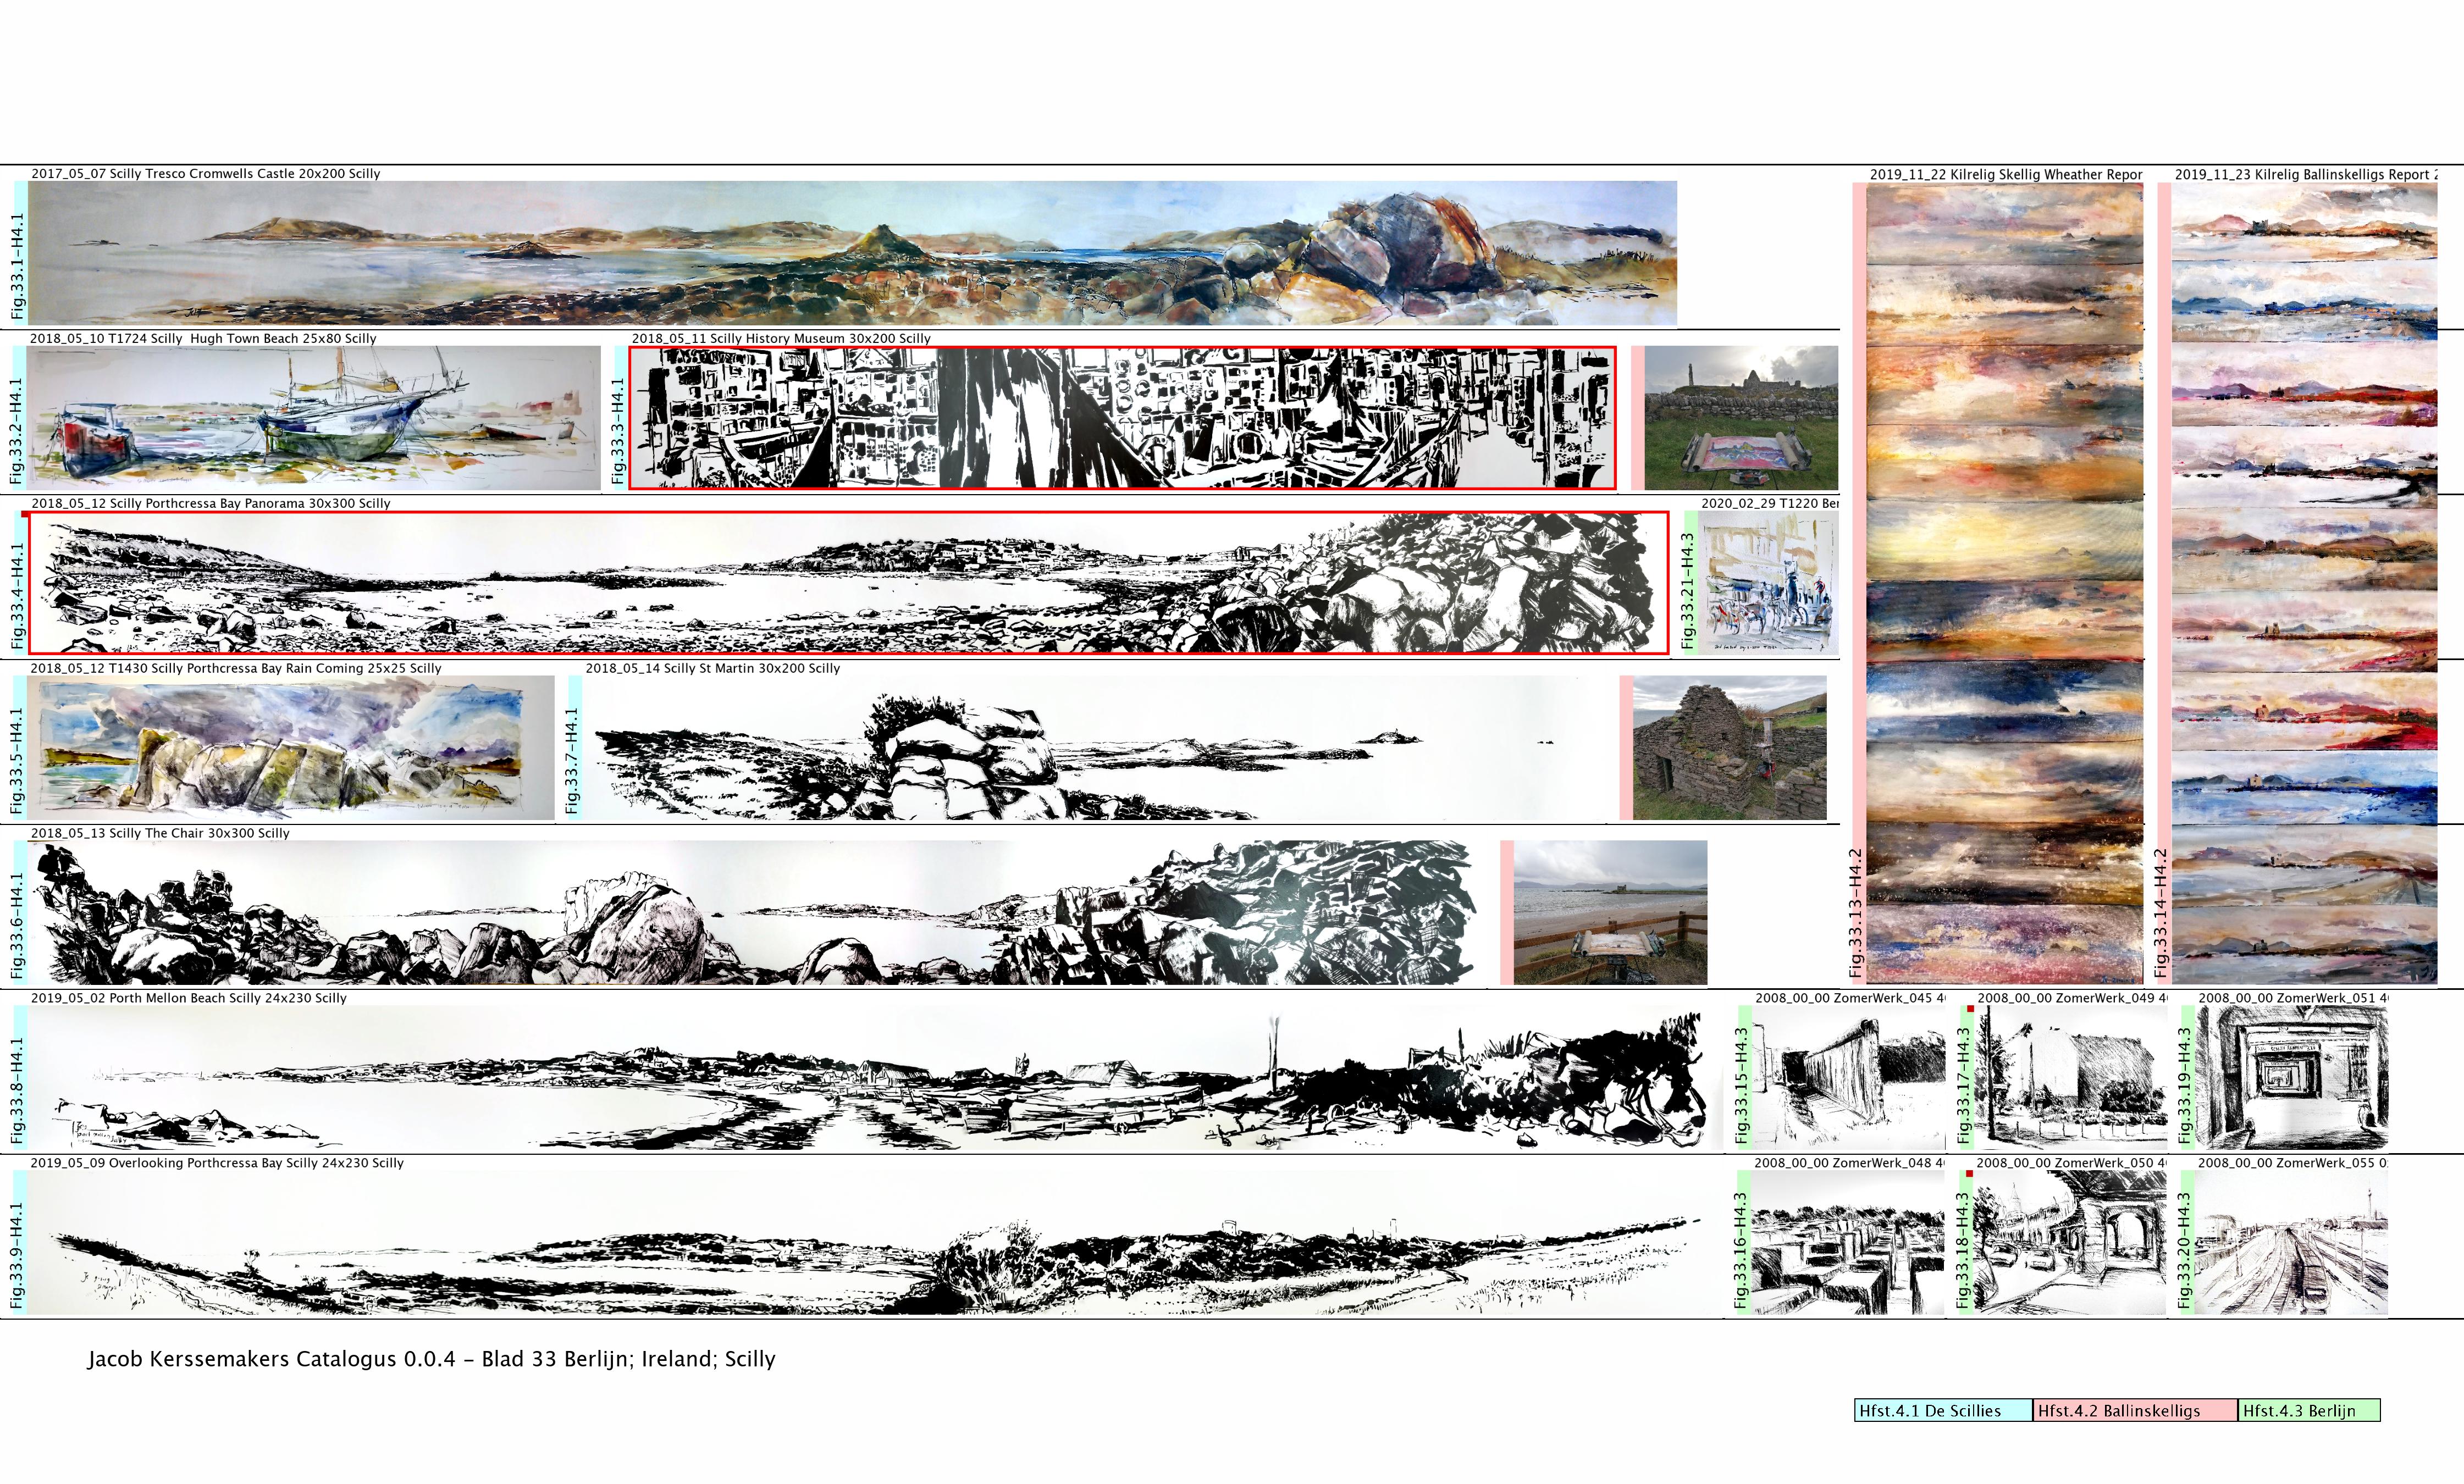 2017_05_07 Scilly Tresco Cromwells Castle 20x200 Scilly
Fig.33.1-H4.1
2019_11_22 Kilrelig Skellig Wheather Repor
Fig.33.13-H4.2
2019_11_23 Kilrelig Ballinskelligs Report 2
Fig.33.14-H4.2
2018_05_10 T1724 Scilly  Hugh Town Beach 25x80 Scilly
Fig.33.2-H4.1
2018_05_11 Scilly History Museum 30x200 Scilly
Fig.33.3-H4.1
2018_05_12 Scilly Porthcressa Bay Panorama 30x300 Scilly
Fig.33.4-H4.1
2020_02_29 T1220 Ber
Fig.33.21-H4.3
2018_05_12 T1430 Scilly Porthcressa Bay Rain Coming 25x25 Scilly
Fig.33.5-H4.1
2018_05_14 Scilly St Martin 30x200 Scilly
Fig.33.7-H4.1
2018_05_13 Scilly The Chair 30x300 Scilly
Fig.33.6-H4.1
2019_05_02 Porth Mellon Beach Scilly 24x230 Scilly
Fig.33.8-H4.1
2008_00_00 ZomerWerk_045 4
Fig.33.15-H4.3
2008_00_00 ZomerWerk_049 4
Fig.33.17-H4.3
2008_00_00 ZomerWerk_051 4
Fig.33.19-H4.3
2019_05_09 Overlooking Porthcressa Bay Scilly 24x230 Scilly
Fig.33.9-H4.1
2008_00_00 ZomerWerk_048 4
Fig.33.16-H4.3
2008_00_00 ZomerWerk_050 4
Fig.33.18-H4.3
2008_00_00 ZomerWerk_055 0
Fig.33.20-H4.3
Jacob Kerssemakers Catalogus 0.0.4 - Blad 33 Berlijn; Ireland; Scilly
Hfst.4.1 De Scillies
Hfst.4.2 Ballinskelligs
Hfst.4.3 Berlijn